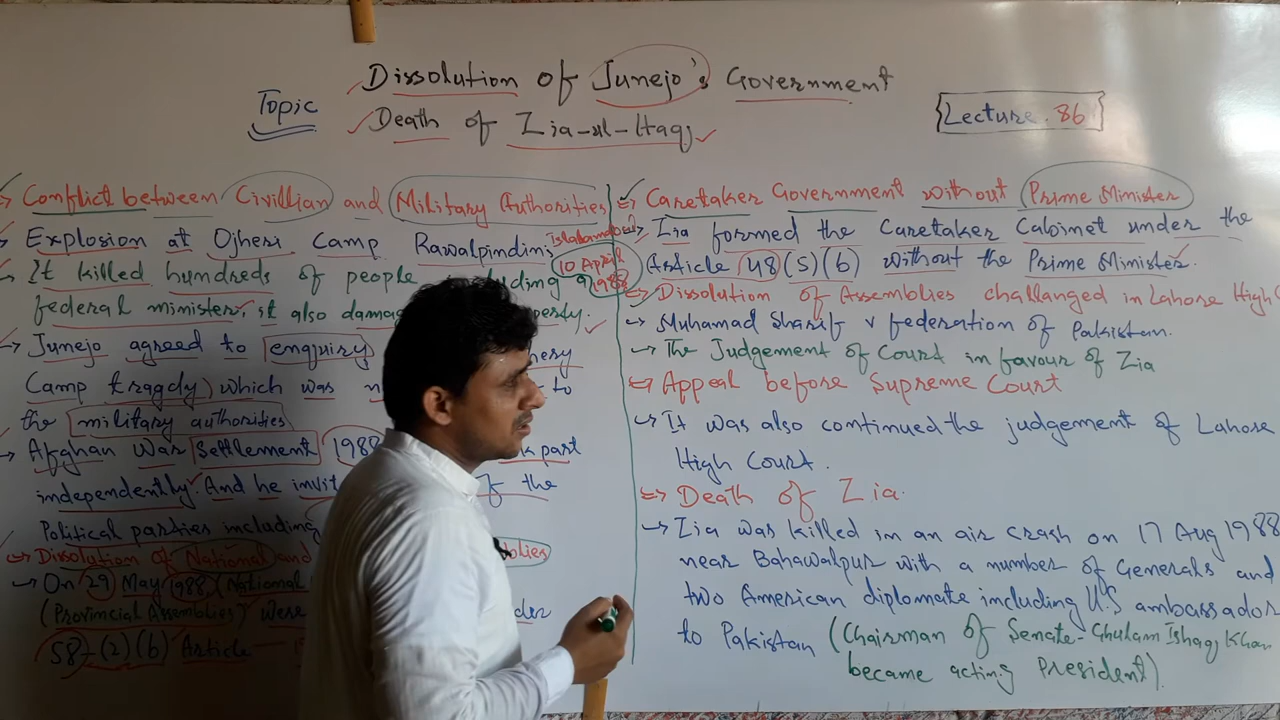 Topic
Dissolution of Junejo's Government
Death of Zia-ul-Haq
Lecture. 86
Conflict between Civillian and Military Authorities
Explosion at Ojheri Camp Rawalpindi
10 April
1988
It killed hundreds of people
federal minister, it also
Junejo agreed to enquiry
Camp tragdy) which was
the military authorities
Afghan War Settlement 1988 part
independently. And he of the
Political parties including
Dissolution of National and
On 29 May 1988, (National
(Provincial Assemblies) were
58-(2)(b) Article
Caretaker Government without Prime Minister
Zia formed the Caretaker Cabinet under the
Article 48(5)(b) without the Prime Minister.
Dissolution of Assemblies challanged in Lahore High
Muhamad Sharif v federation of Pakistan.
The Judgement of Court in favour of Zia
Appeal before Supreme Court
It was also continued the judgement of Lahore
High Court.
Death of Zia.
Zia was killed in an air crash on 17 Aug 1988
near Bahawalpur with a number of Generals and
two American diplomate including U.S ambassador
to Pakistan (Chairman of Senate-Ghulam Ishaq Khan
became acting President).